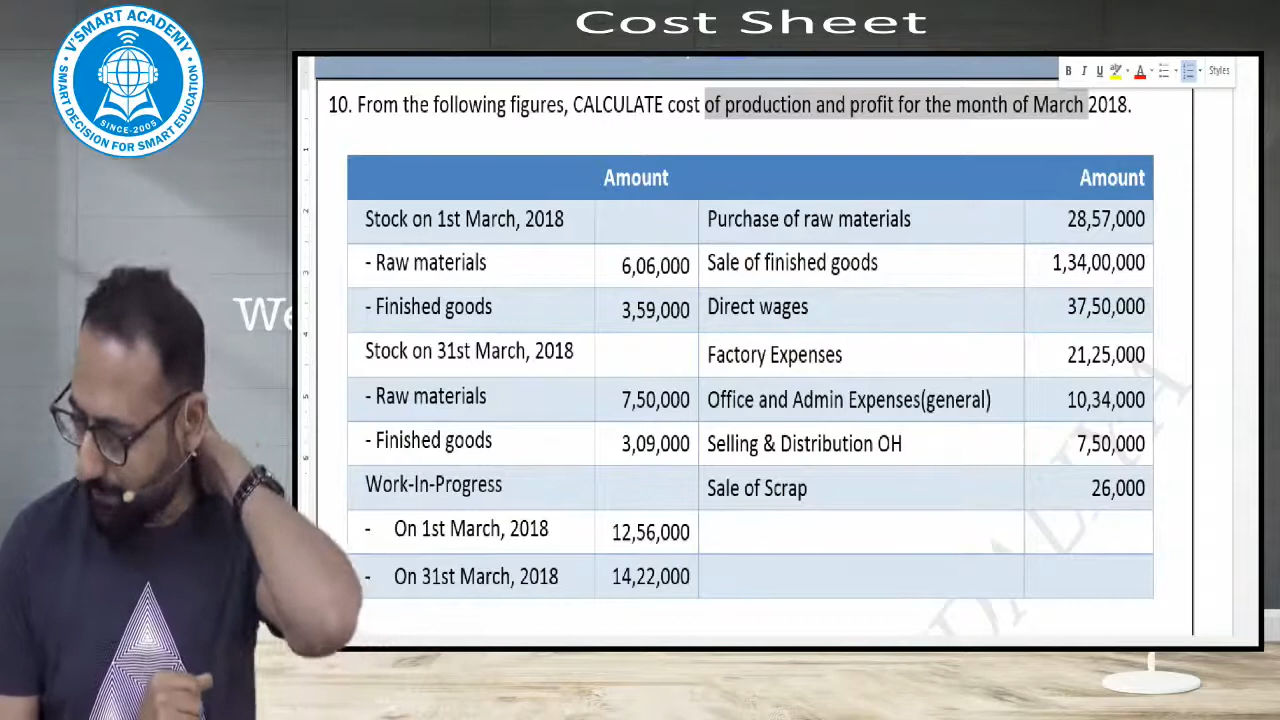 Cost Sheet
V'SMART ACADEMY
SINCE-2005
SMART DECISION FOR SMART EDUCATION
We
B I U Styles
10. From the following figures, CALCULATE cost of production and profit for the month of March 2018.
Amount Amount
Stock on 1st March, 2018 Purchase of raw materials 28,57,000
- Raw materials 6,06,000 Sale of finished goods 1,34,00,000
- Finished goods 3,59,000 Direct wages 37,50,000
Stock on 31st March, 2018 Factory Expenses 21,25,000
- Raw materials 7,50,000 Office and Admin Expenses(general) 10,34,000
- Finished goods 3,09,000 Selling & Distribution OH 7,50,000
Work-In-Progress Sale of Scrap 26,000
- On 1st March, 2018 12,56,000
- On 31st March, 2018 14,22,000